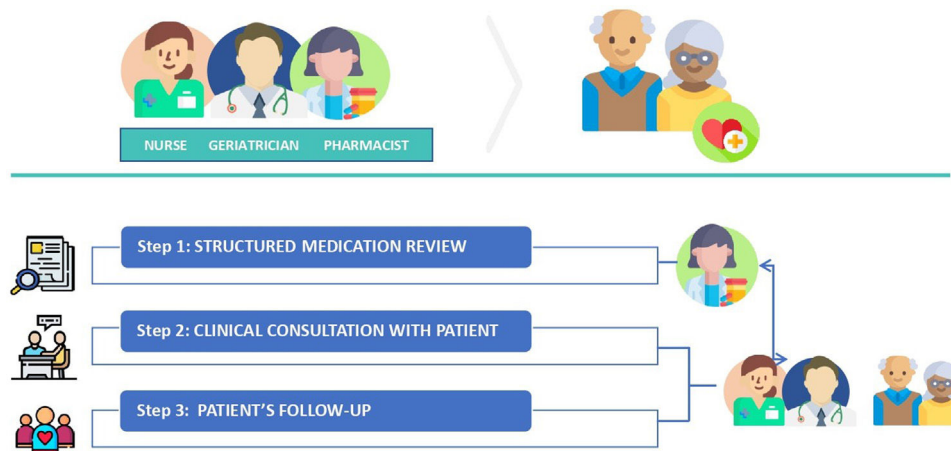 NURSE GERIATRICIAN PHARMACIST
Step 1: STRUCTURED MEDICATION REVIEW
Step 2: CLINICAL CONSULTATION WITH PATIENT
Step 3: PATIENT'S FOLLOW-UP